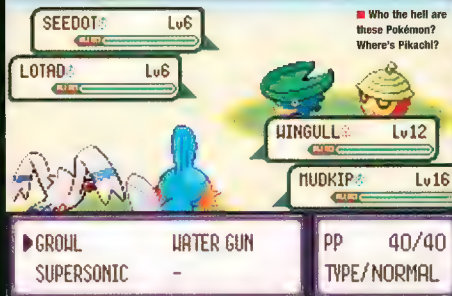 SEEDOT Lv6
LOTAD Lv6
■ Who the hell are
these Pokémon?
Where's Pikachi?
WINGULL Lv12
MUDKIP Lv16
▶GROWL WATER GUN
SUPERSONIC –
PP 40/40
TYPE/NORMAL